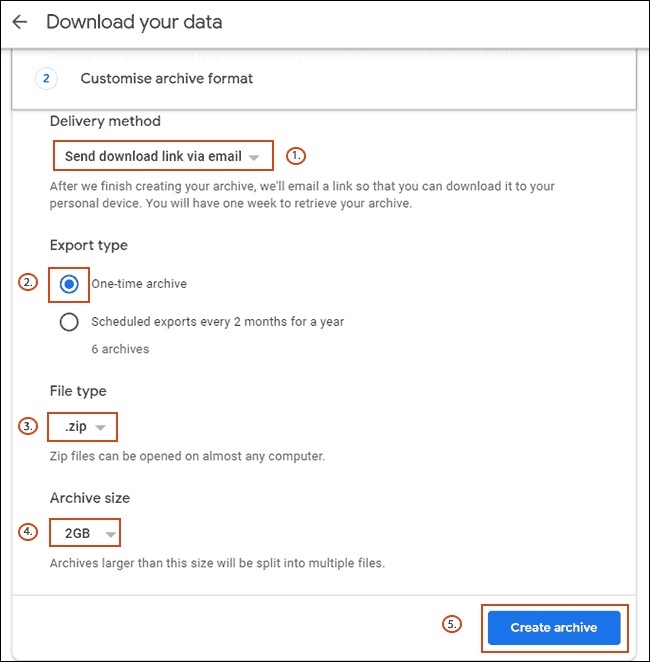 Download your data
2 Customise archive format
Delivery method
Send download link via email 1.
After we finish creating your archive, we'll email a link so that you can download it to your
personal device. You will have one week to retrieve your archive.
Export type
2. One-time archive
Scheduled exports every 2 months for a year
6 archives
File type
3. .zip
Zip files can be opened on almost any computer.
Archive size
4. 2GB
Archives larger than this size will be split into multiple files.
5. Create archive